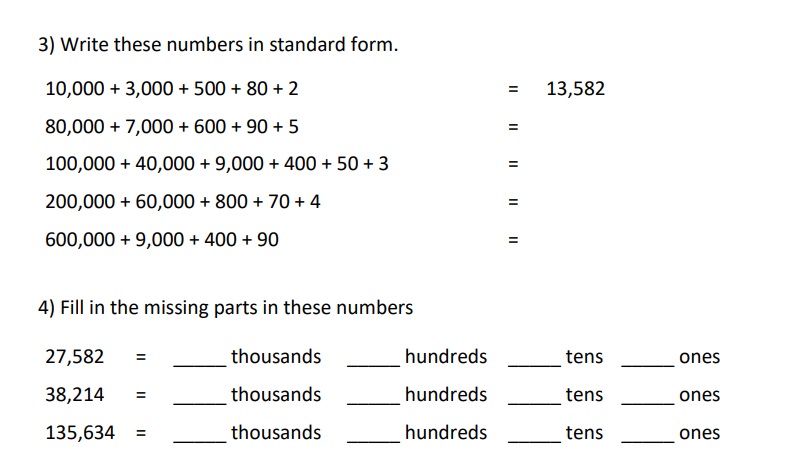 3) Write these numbers in standard form.
10,000 + 3,000 + 500 + 80 + 2 = 13,582
80,000 + 7,000 + 600 + 90 + 5 =
100,000 + 40,000 + 9,000 + 400 + 50 + 3 =
200,000 + 60,000 + 800 + 70 + 4 =
600,000 + 9,000 + 400 + 90 =
4) Fill in the missing parts in these numbers
27,582 = _____ thousands _____ hundreds _____ tens _____ ones
38,214 = _____ thousands _____ hundreds _____ tens _____ ones
135,634 = _____ thousands _____ hundreds _____ tens _____ ones